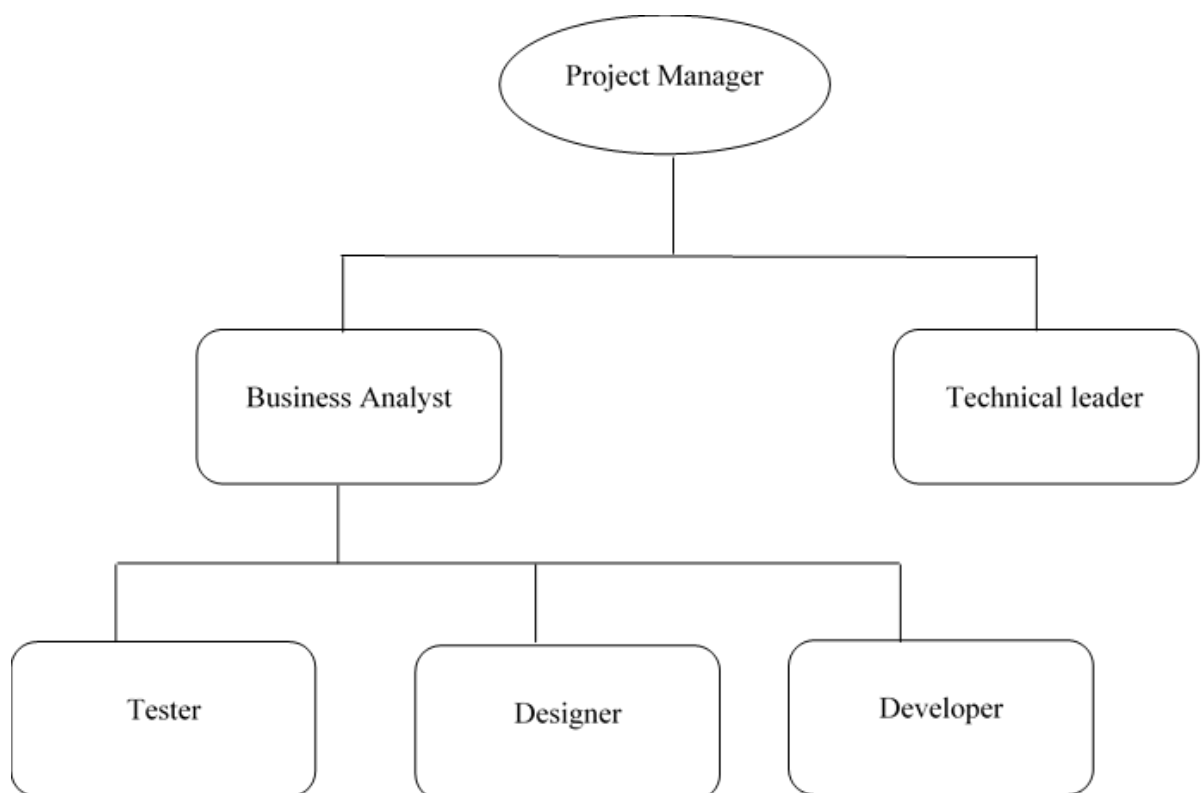 Project Manager
Business Analyst
Technical leader
Tester
Designer
Developer